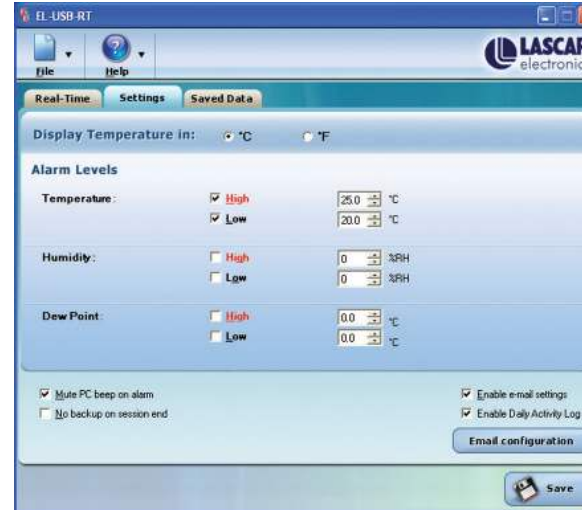 EL-USB-RT
File Help
LASCAR
electronic
Real-Time Settings Saved Data
Display Temperature in: °C °F
Alarm Levels
Temperature: High 25.0 °C
Low 20.0 °C
Humidity: High 0 %RH
Low 0 %RH
Dew Point: High 0.0 °C
Low 0.0 °C
Mute PC beep on alarm Enable e-mail settings
No backup on session end Enable Daily Activity Log
Email configuration
Save